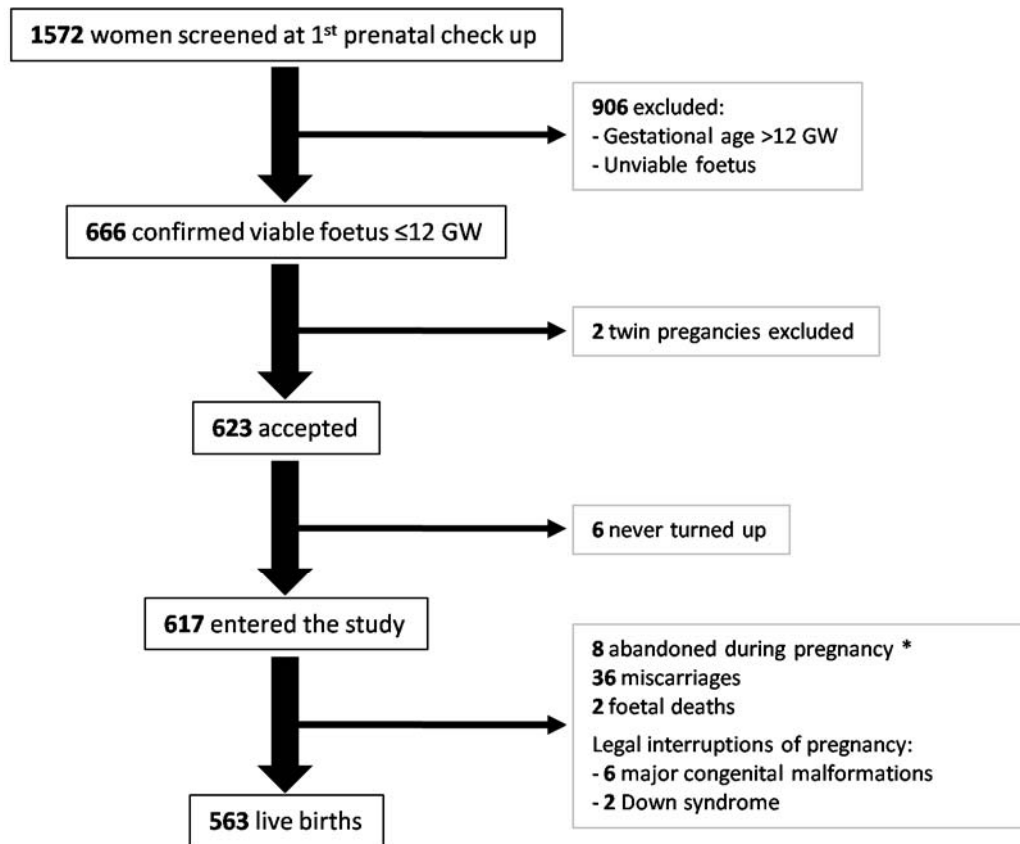 1572 women screened at 1st prenatal check up
906 excluded:
- Gestational age >12 GW
- Unviable foetus
666 confirmed viable foetus ≤12 GW
2 twin pregancies excluded
623 accepted
6 never turned up
617 entered the study
8 abandoned during pregnancy *
36 miscarriages
2 foetal deaths
Legal interruptions of pregnancy:
- 6 major congenital malformations
- 2 Down syndrome
563 live births